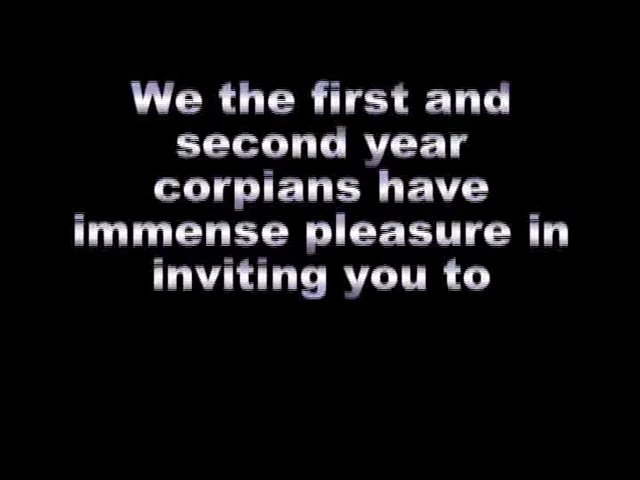 We the first and
second year
corpians have
immense pleasure in
inviting you to